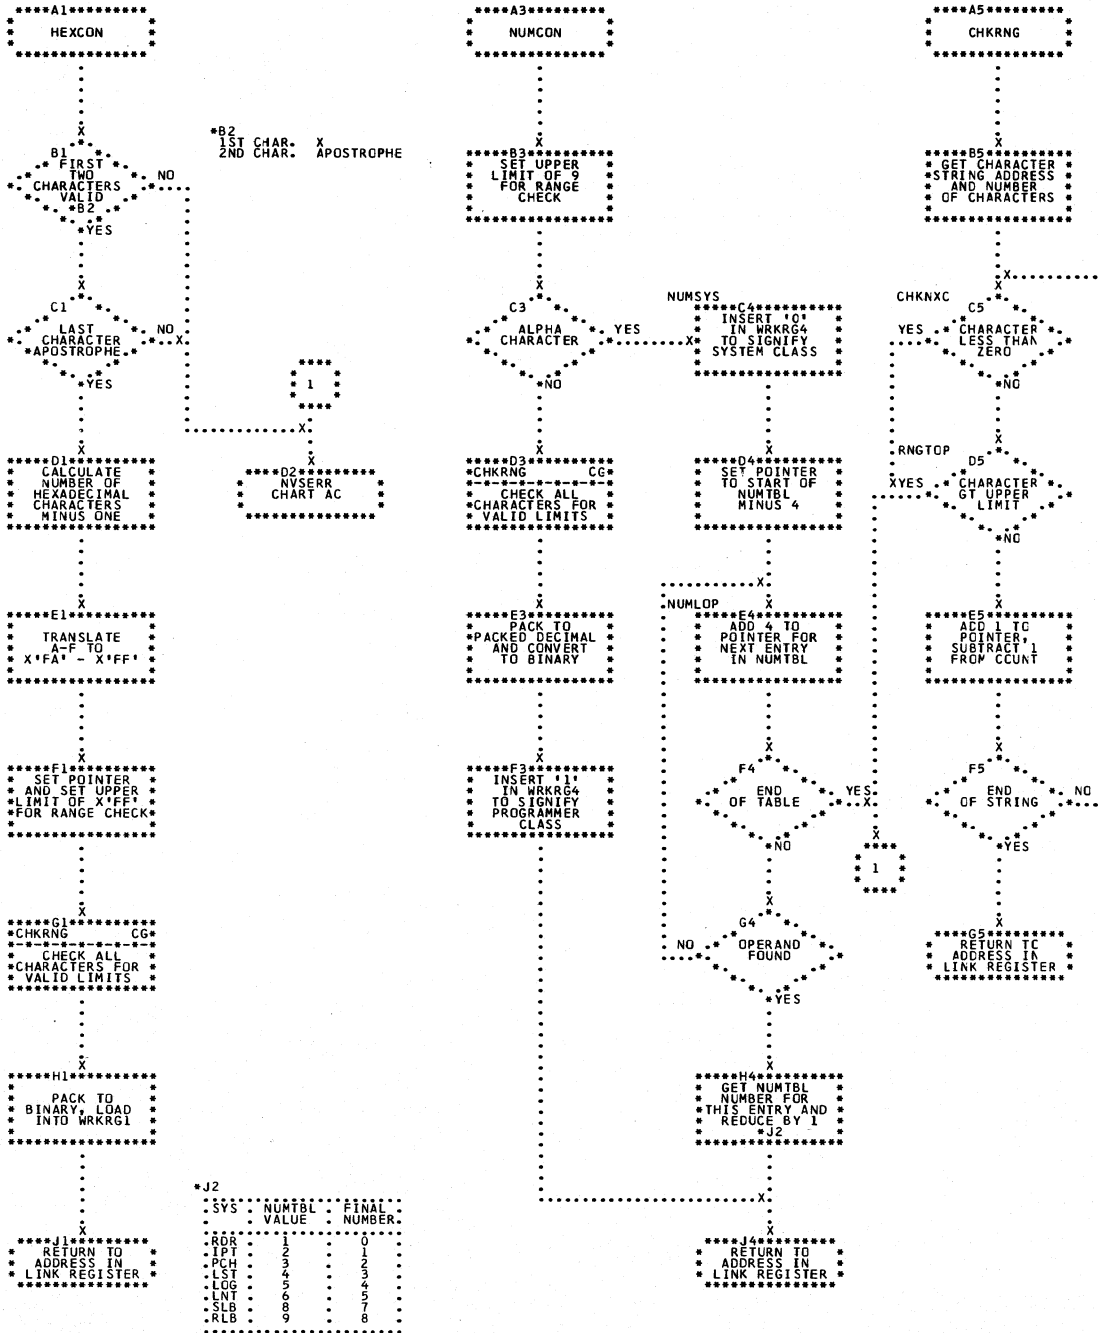 A1
HEXCON
B1
FIRST
TWO
CHARACTERS
VALID
*B2
NO
YES
*B2
1ST CHAR. X
2ND CHAR. APOSTROPHE
C1
LAST
CHARACTER
APOSTROPHE
NO
YES
1
D1
CALCULATE
NUMBER OF
HEXADECIMAL
CHARACTERS
MINUS ONE
D2
NVSERR
CHART AC
E1
TRANSLATE
A-F TO
X'FA' - X'FF'
F1
SET POINTER
AND SET UPPER
LIMIT OF X'FF'
FOR RANGE CHECK
G1
CHKRNG CG
CHECK ALL
CHARACTERS FOR
VALID LIMITS
H1
PACK TO
BINARY, LOAD
INTO WRKRG1
J1
RETURN TO
ADDRESS IN
LINK REGISTER
*J2
SYS NUMTBL FINAL
VALUE NUMBER
RDR 1 0
IPT 2 1
PCH 3 2
LST 4 3
LOG 5 4
LNT 6 5
SLB 8 7
RLB 9 8
A3
NUMCON
B3
SET UPPER
LIMIT OF 9
FOR RANGE
CHECK
C3
ALPHA
CHARACTER
YES
NO
D3
CHKRNG CG
CHECK ALL
CHARACTERS FOR
VALID LIMITS
E3
PACK TO
PACKED DECIMAL
AND CONVERT
TO BINARY
F3
INSERT '1'
IN WRKRG4
TO SIGNIFY
PROGRAMMER
CLASS
NUMSYS
C4
INSERT '0'
IN WRKRG4
TO SIGNIFY
SYSTEM CLASS
D4
SET POINTER
TO START OF
NUMTBL
MINUS 4
NUMLOP
E4
ADD 4 TO
POINTER FOR
NEXT ENTRY
IN NUMTBL
F4
END
OF TABLE
YES
NO
1
G4
OPERAND
FOUND
NO
YES
H4
GET NUMTBL
NUMBER FOR
THIS ENTRY AND
REDUCE BY 1
*J2
J4
RETURN TO
ADDRESS IN
LINK REGISTER
A5
CHKRNG
B5
GET CHARACTER
STRING ADDRESS
AND NUMBER
OF CHARACTERS
CHKNXC
C5
CHARACTER
LESS THAN
ZERO
YES
NO
RNGTOP
D5
CHARACTER
GT UPPER
LIMIT
YES
NO
E5
ADD 1 TO
POINTER,
SUBTRACT 1
FROM CCUNT
F5
END
OF STRING
NO
YES
G5
RETURN TC
ADDRESS IN
LINK REGISTER